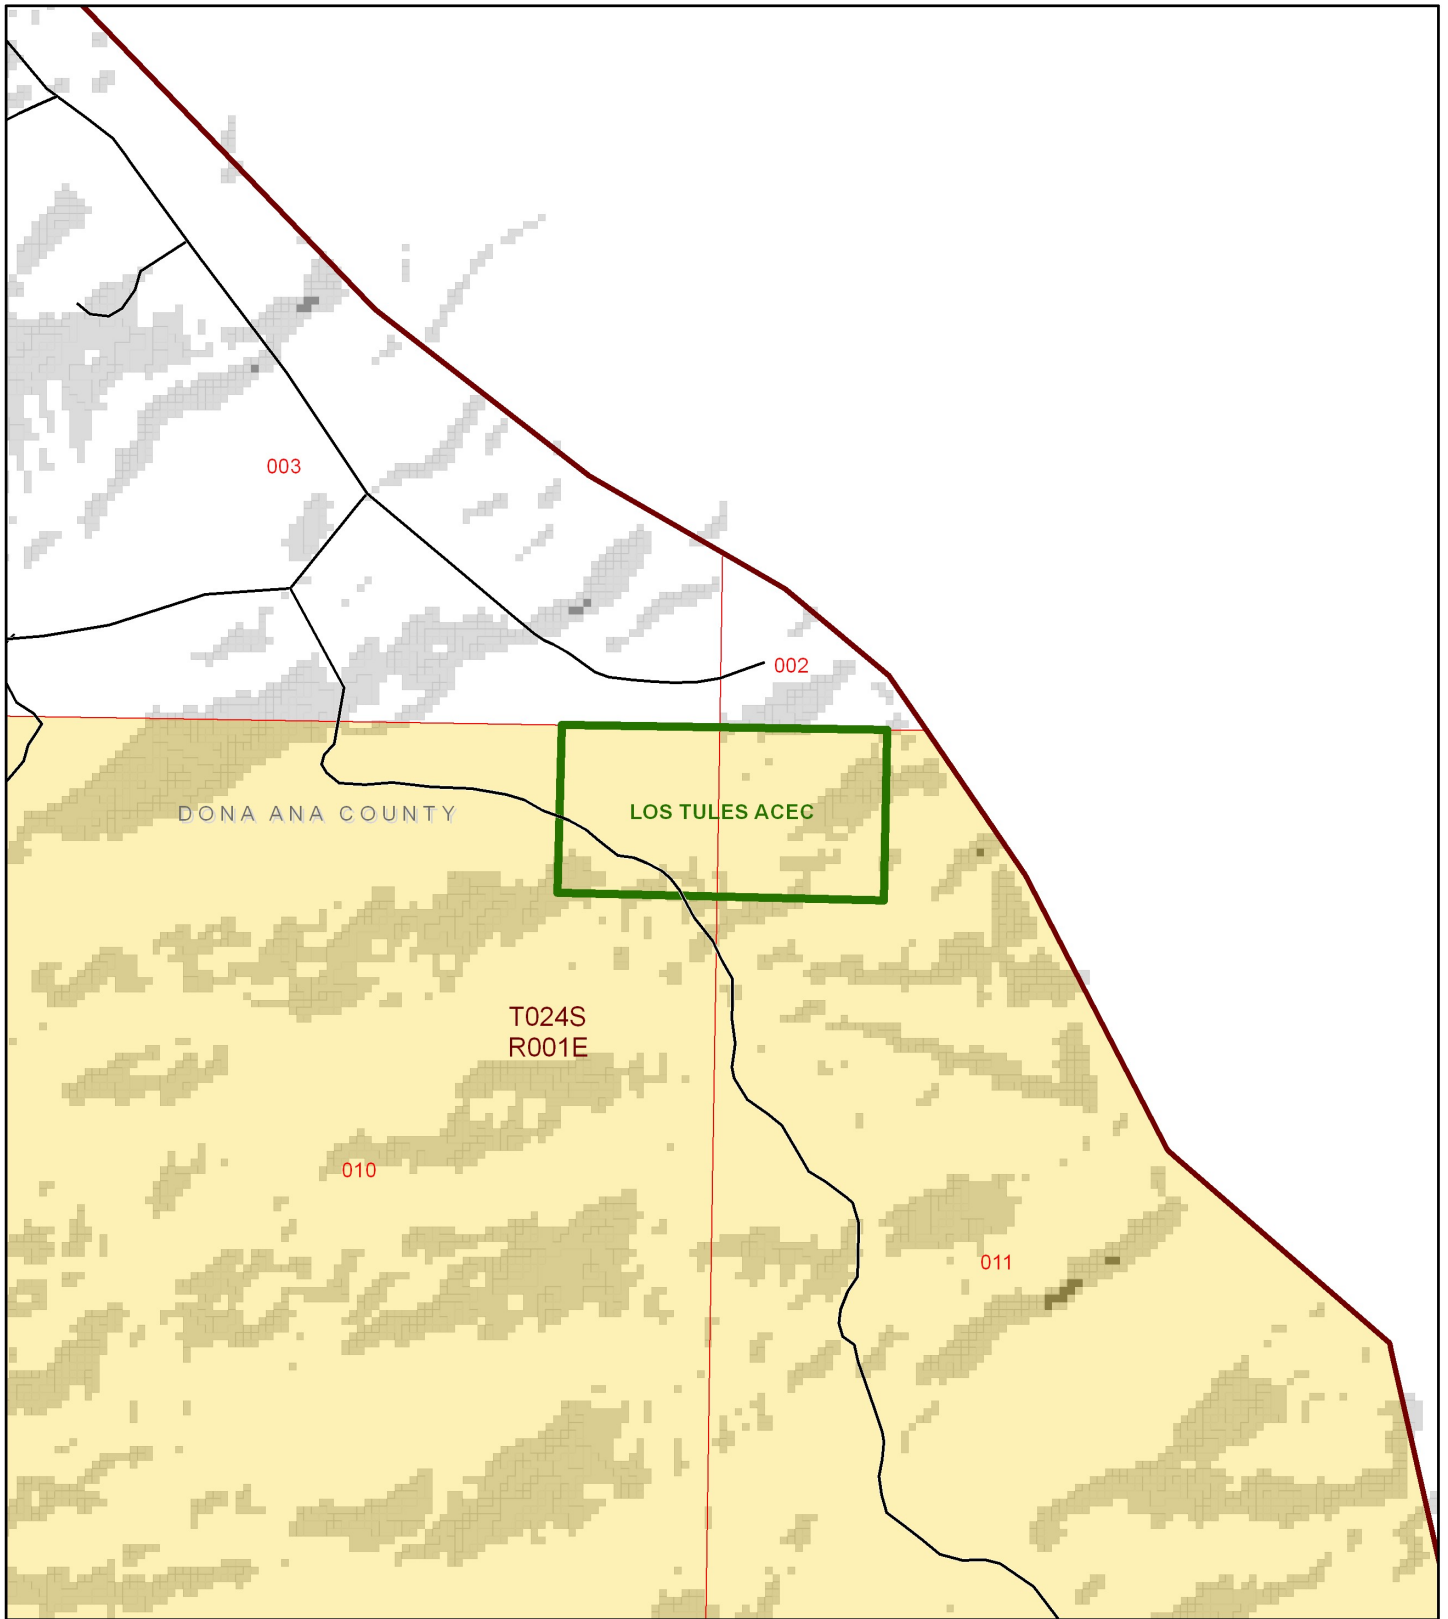 003
002
DONA ANA COUNTY
LOS TULES ACEC
T024S
R001E
010
011